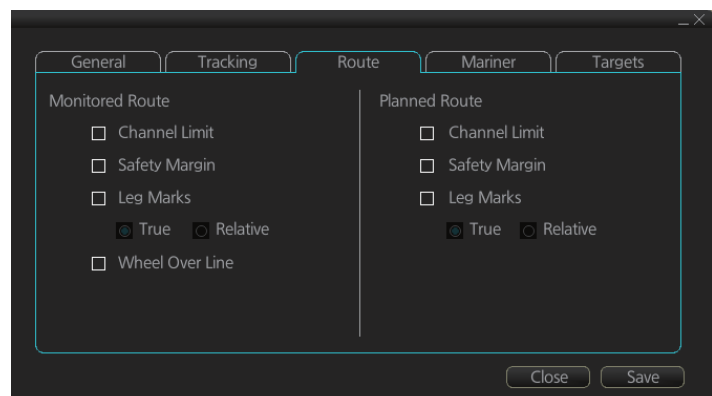 General Tracking Route Mariner Targets
Monitored Route
Channel Limit
Safety Margin
Leg Marks
True Relative
Wheel Over Line
Planned Route
Channel Limit
Safety Margin
Leg Marks
True Relative
Close Save